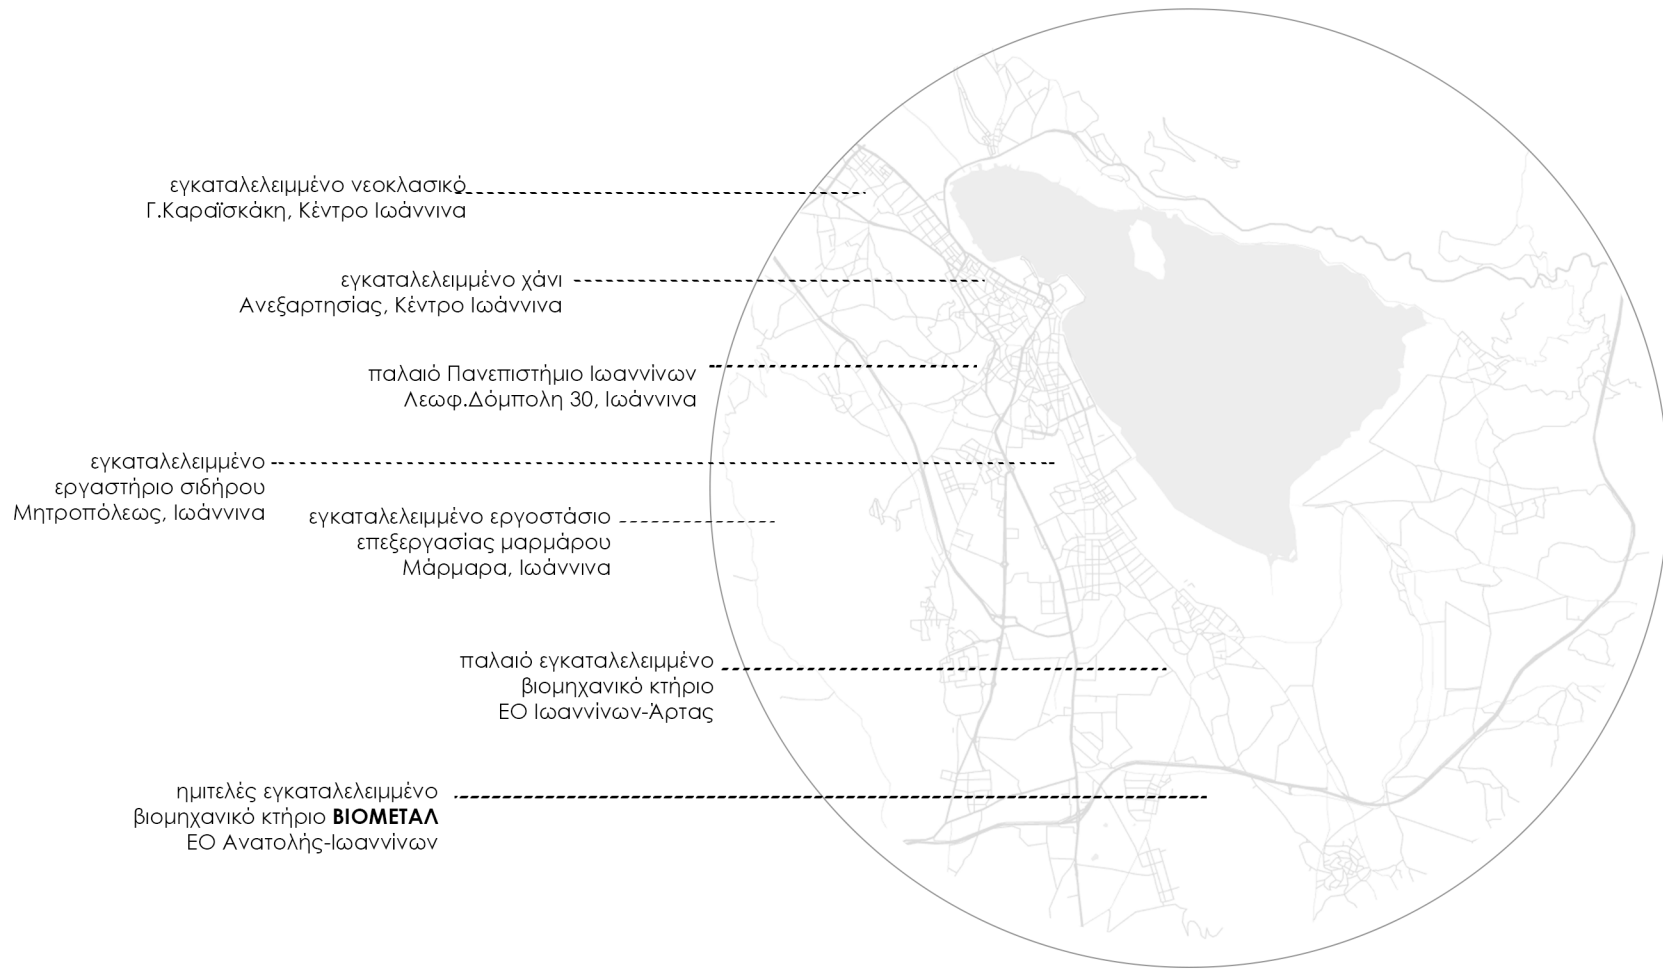 εγκαταλελειμμένο νεοκλασικό
Γ.Καραϊσκάκη, Κέντρο Ιωάννινα
εγκαταλελειμμένο χάνι
Ανεξαρτησίας, Κέντρο Ιωάννινα
παλαιό Πανεπιστήμιο Ιωαννίνων
Λεωφ.Δόμπολη 30, Ιωάννινα
εγκαταλελειμμένο
εργαστήριο σιδήρου
Μητροπόλεως, Ιωάννινα
εγκαταλελειμμένο εργοστάσιο
επεξεργασίας μαρμάρου
Μάρμαρα, Ιωάννινα
παλαιό εγκαταλελειμμένο
βιομηχανικό κτήριο
ΕΟ Ιωαννίνων-Άρτας
ημιτελές εγκαταλελειμμένο
βιομηχανικό κτήριο ΒΙΟΜΕΤΑΛ
ΕΟ Ανατολής-Ιωαννίνων